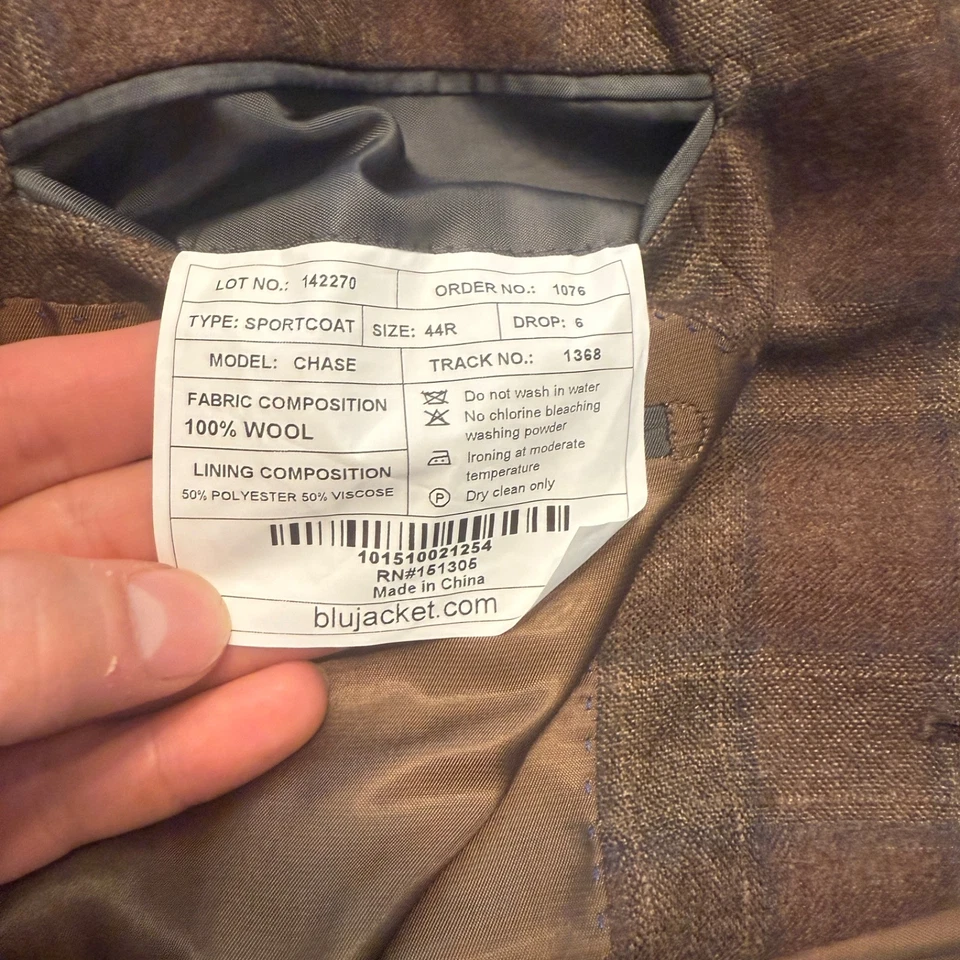 LOT NO.: 142270
ORDER NO.: 1076
TYPE: SPORTCOAT
SIZE: 44R
DROP: 6
MODEL: CHASE
TRACK NO.: 1368
FABRIC COMPOSITION
100% WOOL
LINING COMPOSITION
50% POLYESTER 50% VISCOSE
Do not wash in water
No chlorine bleaching
washing powder
Ironing at moderate
temperature
P Dry clean only
101510021254
RN#151305
Made in China
blujacket.com